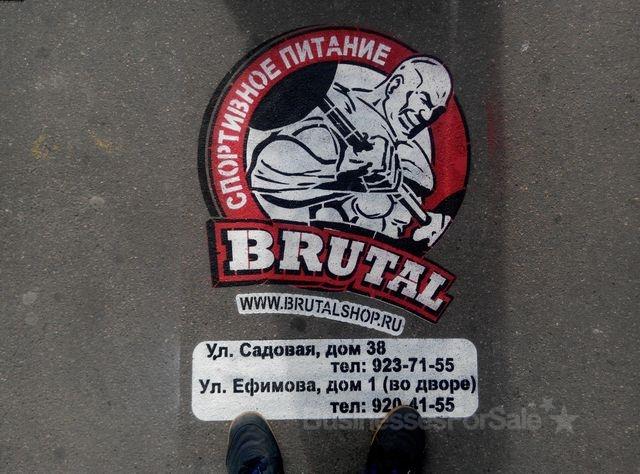 СПОРТИВНОЕ ПИТАНИЕ
BRUTAL
WWW.BRUTALSHOP.RU
Ул. Садовая, дом 38
тел: 923-71-55
Ул. Ефимова, дом 1 (во дворе)
тел: 920-41-55
BusinessesForSale